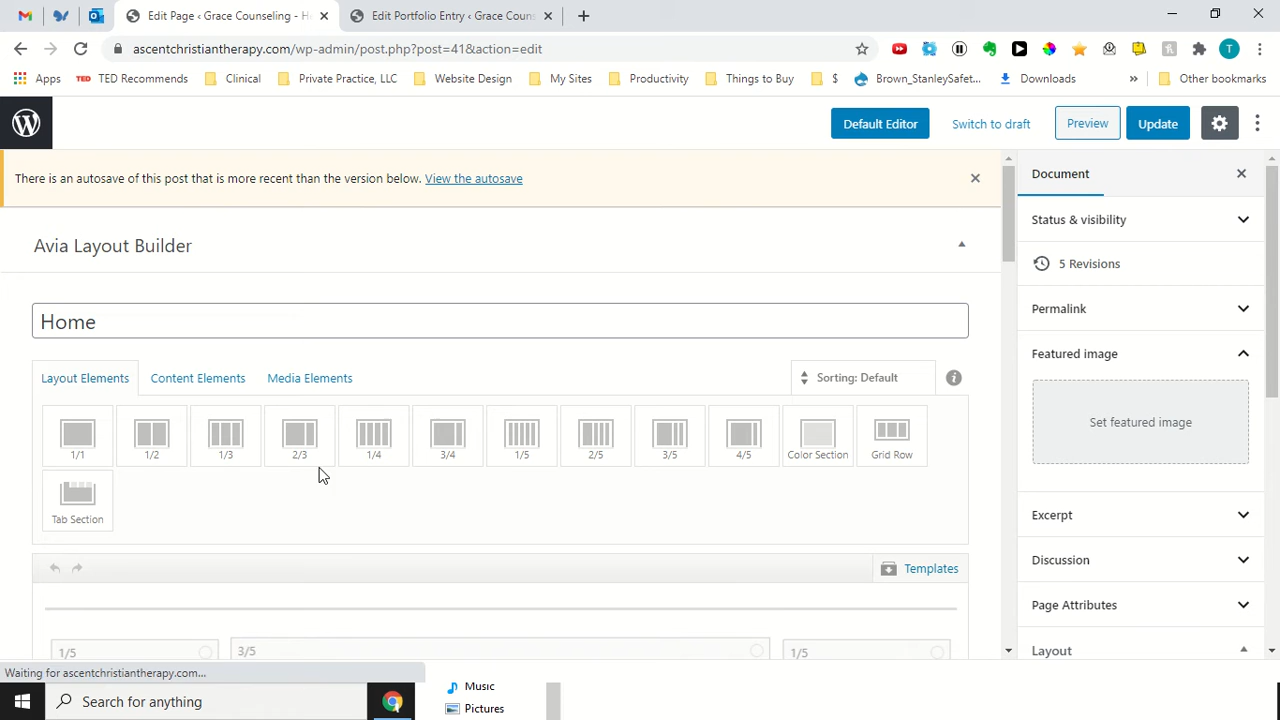 Edit Page ‹ Grace Counseling - H
Edit Portfolio Entry ‹ Grace Couns
ascentchristiantherapy.com/wp-admin/post.php?post=41&action=edit
Apps
TED Recommends
Clinical
Private Practice, LLC
Website Design
My Sites
Productivity
Things to Buy
$
Brown_StanleySafet...
Downloads
»
Other bookmarks
Default Editor
Switch to draft
Preview
Update
There is an autosave of this post that is more recent than the version below. View the autosave
Document
Avia Layout Builder
Status & visibility
5 Revisions
Home
Permalink
Featured image
Layout Elements
Content Elements
Media Elements
Sorting: Default
Set featured image
1/1
1/2
1/3
2/3
1/4
3/4
1/5
2/5
3/5
4/5
Color Section
Grid Row
Tab Section
Excerpt
Discussion
Templates
Page Attributes
1/5
3/5
1/5
Layout
Waiting for ascentchristiantherapy.com...
Search for anything
Music
Pictures